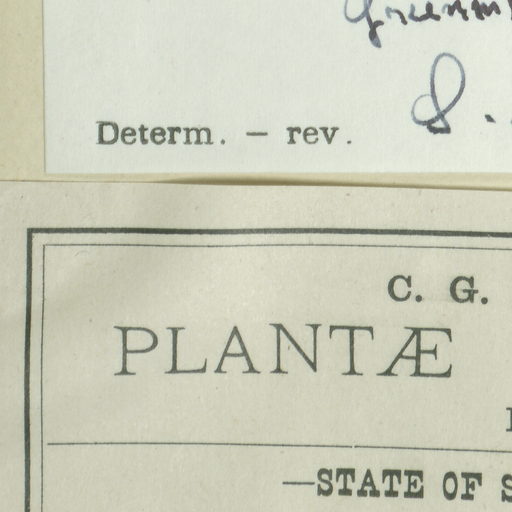 Determ. — rev. S.
C. G.
PLANTÆ
—STATE OF S